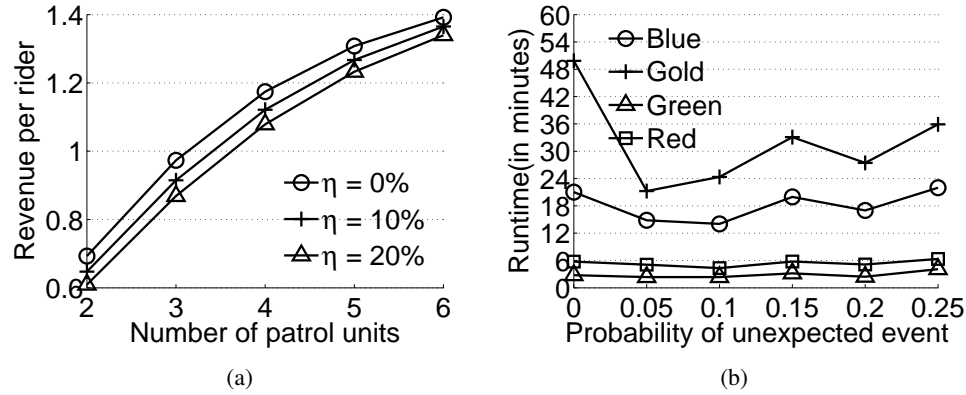 1.4
1.2
1
0.8
0.6
2
3
4
5
6
Revenue per rider
Number of patrol units
η = 0%
η = 10%
η = 20%
(a)
60
54
48
42
36
30
24
18
12
6
0
0
0.05
0.1
0.15
0.2
0.25
Runtime(in minutes)
Probability of unexpected event
Blue
Gold
Green
Red
(b)